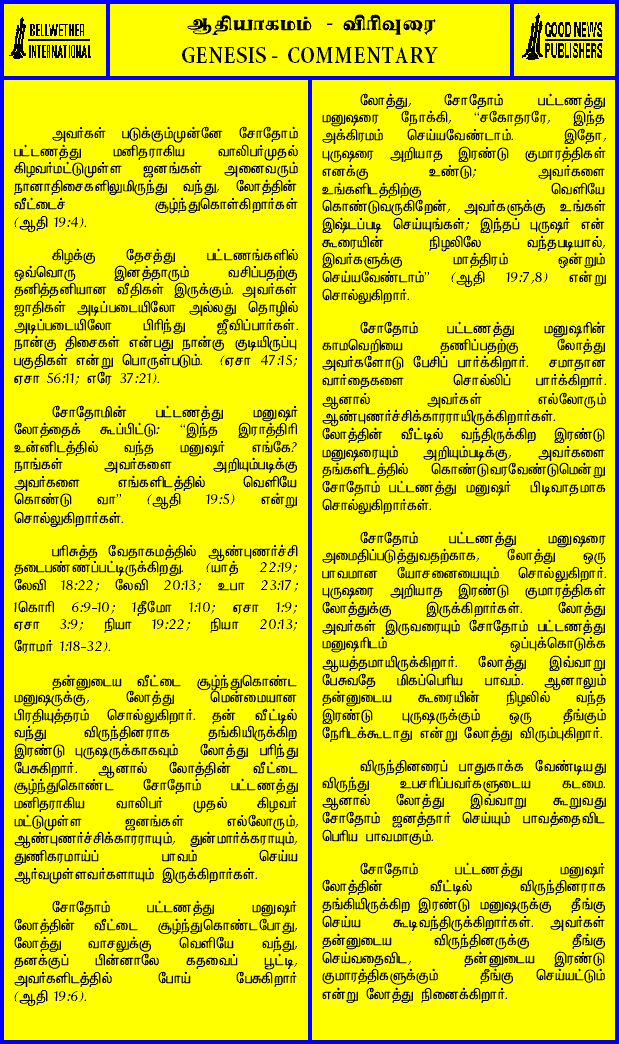 BELLWETHER
INTERNATIONAL
ஆதியாகமம் - விரிவுரை
GENESIS - COMMENTARY
GOOD NEWS
PUBLISHERS
அவர்கள் படுக்கும்முன்னே சோதோம்
பட்டணத்து மனிதராகிய வாலிபர்முதல்
கிழவர்மட்டுமுள்ள ஜனங்கள் அனைவரும்
நானாதிசைகளிலுமிருந்து வந்து, லோத்தின்
வீட்டைச் சூழ்ந்துகொள்கிறார்கள்
(ஆதி 19:4).
கிழக்கு தேசத்து பட்டணங்களில்
ஒவ்வொரு இனத்தாரும் வசிப்பதற்கு
தனித்தனியான வீதிகள் இருக்கும். அவர்கள்
ஜாதிகள் அடிப்படையிலோ அல்லது தொழில்
அடிப்படையிலோ பிரிந்து ஜீவிப்பார்கள்.
நான்கு திசைகள் என்பது நான்கு குடியிருப்பு
பகுதிகள் என்று பொருள்படும். (ஏசா 47:15;
ஏசா 56:11; எரே 37:21).
சோதோமின் பட்டணத்து மனுஷர்
லோத்தைக் கூப்பிட்டு: "இந்த இராத்திரி
உன்னிடத்தில் வந்த மனுஷர் எங்கே?
நாங்கள் அவர்களை அறியும்படிக்கு
அவர்களை எங்களிடத்தில் வெளியே
கொண்டு வா" (ஆதி 19:5) என்று
சொல்லுகிறார்கள்.
பரிசுத்த வேதாகமத்தில் ஆண்புணர்ச்சி
தடைபண்ணப்பட்டிருக்கிறது. (யாத் 22:19;
லேவி 18:22; லேவி 20:13; உபா 23:17;
1கொரி 6:9-10; 1தீமோ 1:10; ஏசா 1:9;
ஏசா 3:9; நியா 19:22; நியா 20:13;
ரோமர் 1:18-32).
தன்னுடைய வீட்டை சூழ்ந்துகொண்ட
மனுஷருக்கு, லோத்து மென்மையான
பிரதியுத்தரம் சொல்லுகிறார். தன் வீட்டில்
வந்து விருந்தினராக தங்கியிருக்கிற
இரண்டு புருஷருக்காகவும் லோத்து பரிந்து
பேசுகிறார். ஆனால் லோத்தின் வீட்டை
சூழ்ந்துகொண்ட சோதோம் பட்டணத்து
மனிதராகிய வாலிபர் முதல் கிழவர்
மட்டுமுள்ள ஜனங்கள் எல்லோரும்,
ஆண்புணர்ச்சிக்காரராயும், துன்மார்க்கராயும்,
துணிகரமாய்ப் பாவம் செய்ய
ஆர்வமுள்ளவர்களாயும் இருக்கிறார்கள்.
சோதோம் பட்டணத்து மனுஷர்
லோத்தின் வீட்டை சூழ்ந்துகொண்டபோது,
லோத்து வாசலுக்கு வெளியே வந்து,
தனக்குப் பின்னாலே கதவைப் பூட்டி,
அவர்களிடத்தில் போய் பேசுகிறார்
(ஆதி 19:6).
லோத்து, சோதோம் பட்டணத்து
மனுஷரை நோக்கி, "சகோதரரே, இந்த
அக்கிரமம் செய்யவேண்டாம். இதோ,
புருஷரை அறியாத இரண்டு குமாரத்திகள்
எனக்கு உண்டு; அவர்களை
உங்களிடத்திற்கு வெளியே
கொண்டுவருகிறேன், அவர்களுக்கு உங்கள்
இஷ்டப்படி செய்யுங்கள்; இந்தப் புருஷர் என்
கூரையின் நிழலிலே வந்தபடியால்,
இவர்களுக்கு மாத்திரம் ஒன்றும்
செய்யவேண்டாம்" (ஆதி 19:7,8) என்று
சொல்லுகிறார்.
சோதோம் பட்டணத்து மனுஷரின்
காமவெறியை தணிப்பதற்கு லோத்து
அவர்களோடு பேசிப் பார்க்கிறார். சமாதான
வார்தைகளை சொல்லிப் பார்க்கிறார்.
ஆனால் அவர்கள் எல்லோரும்
ஆண்புணர்ச்சிக்காரராயிருக்கிறார்கள்.
லோத்தின் வீட்டில் வந்திருக்கிற இரண்டு
மனுஷரையும் அறியும்படிக்கு, அவர்களை
தங்களிடத்தில் கொண்டுவரவேண்டுமென்று
சோதோம் பட்டணத்து மனுஷர் பிடிவாதமாக
சொல்லுகிறார்கள்.
சோதோம் பட்டணத்து மனுஷரை
அமைதிப்படுத்துவதற்காக, லோத்து ஒரு
பாவமான யோசனையையும் சொல்லுகிறார்.
புருஷரை அறியாத இரண்டு குமாரத்திகள்
லோத்துக்கு இருக்கிறார்கள். லோத்து
அவர்கள் இருவரையும் சோதோம் பட்டணத்து
மனுஷரிடம் ஒப்புக்கொடுக்க
ஆயத்தமாயிருக்கிறார். லோத்து இவ்வாறு
பேசுவதே மிகப்பெரிய பாவம். ஆனாலும்
தன்னுடைய கூரையின் நிழலில் வந்த
இரண்டு புருஷருக்கும் ஒரு தீங்கும்
நேரிடக்கூடாது என்று லோத்து விரும்புகிறார்.
விருந்தினரைப் பாதுகாக்க வேண்டியது
விருந்து உபசரிப்பவர்களுடைய கடமை.
ஆனால் லோத்து இவ்வாறு கூறுவது
சோதோம் ஜனத்தார் செய்யும் பாவத்தைவிட
பெரிய பாவமாகும்.
சோதோம் பட்டணத்து மனுஷர்
லோத்தின் வீட்டில் விருந்தினராக
தங்கியிருக்கிற இரண்டு மனுஷருக்கு தீங்கு
செய்ய கூடிவந்திருக்கிறார்கள். அவர்கள்
தன்னுடைய விருந்தினருக்கு தீங்கு
செய்வதைவிட, தன்னுடைய இரண்டு
குமாரத்திகளுக்கும் தீங்கு செய்யட்டும்
என்று லோத்து நினைக்கிறார்.